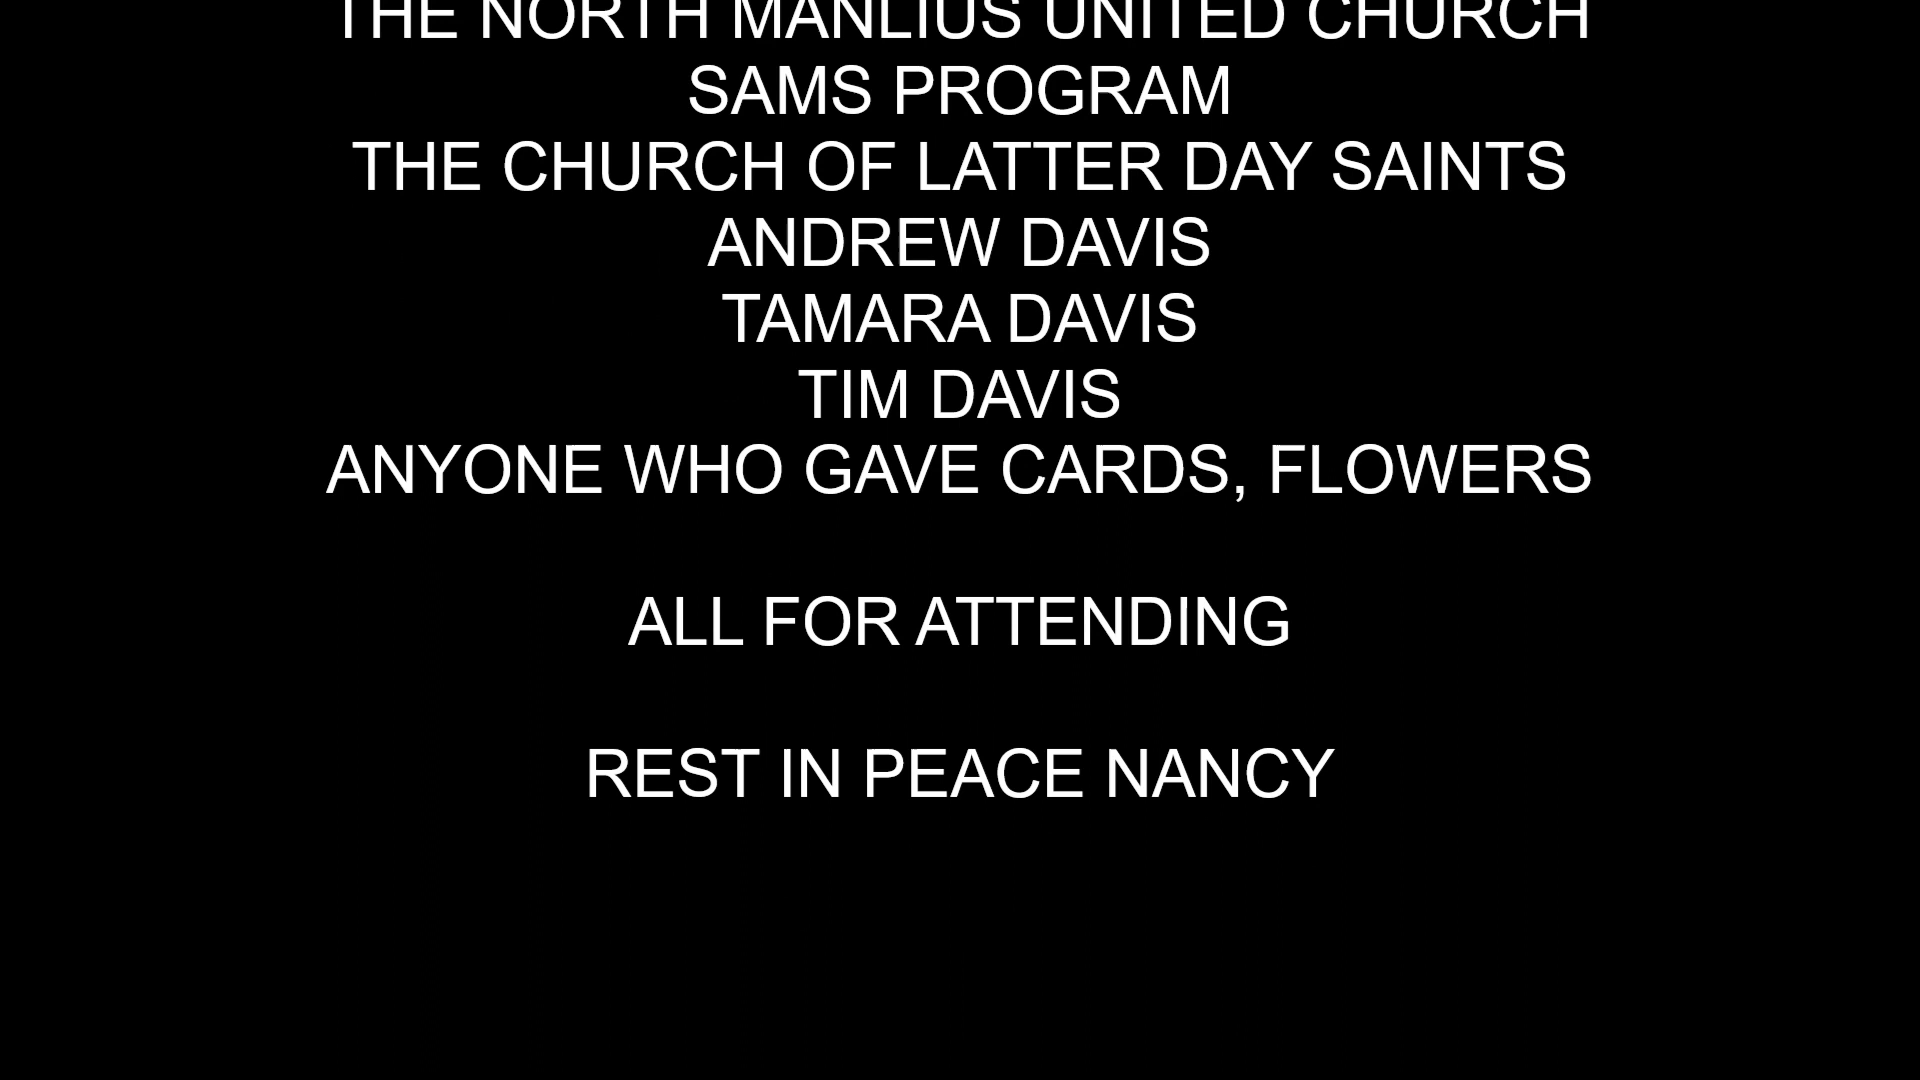 THE NORTH MANLIUS UNITED CHURCH
SAMS PROGRAM
THE CHURCH OF LATTER DAY SAINTS
ANDREW DAVIS
TAMARA DAVIS
TIM DAVIS
ANYONE WHO GAVE CARDS, FLOWERS
ALL FOR ATTENDING
REST IN PEACE NANCY